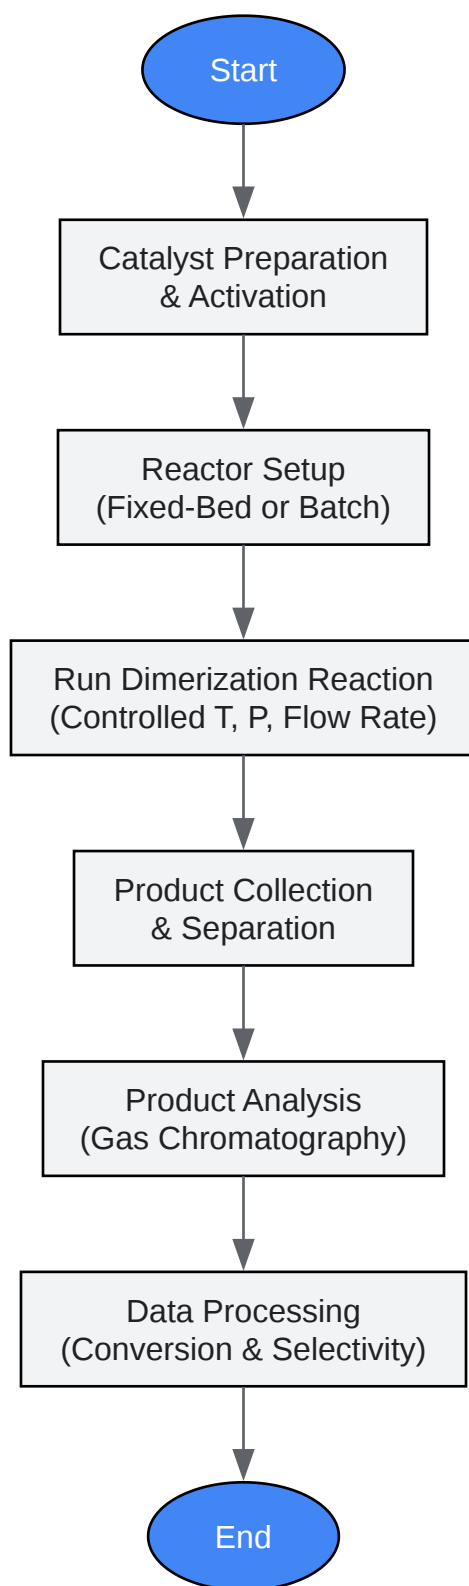 Start
Catalyst Preparation
& Activation
Reactor Setup
(Fixed-Bed or Batch)
Run Dimerization Reaction
(Controlled T, P, Flow Rate)
Product Collection
& Separation
Product Analysis
(Gas Chromatography)
Data Processing
(Conversion & Selectivity)
End